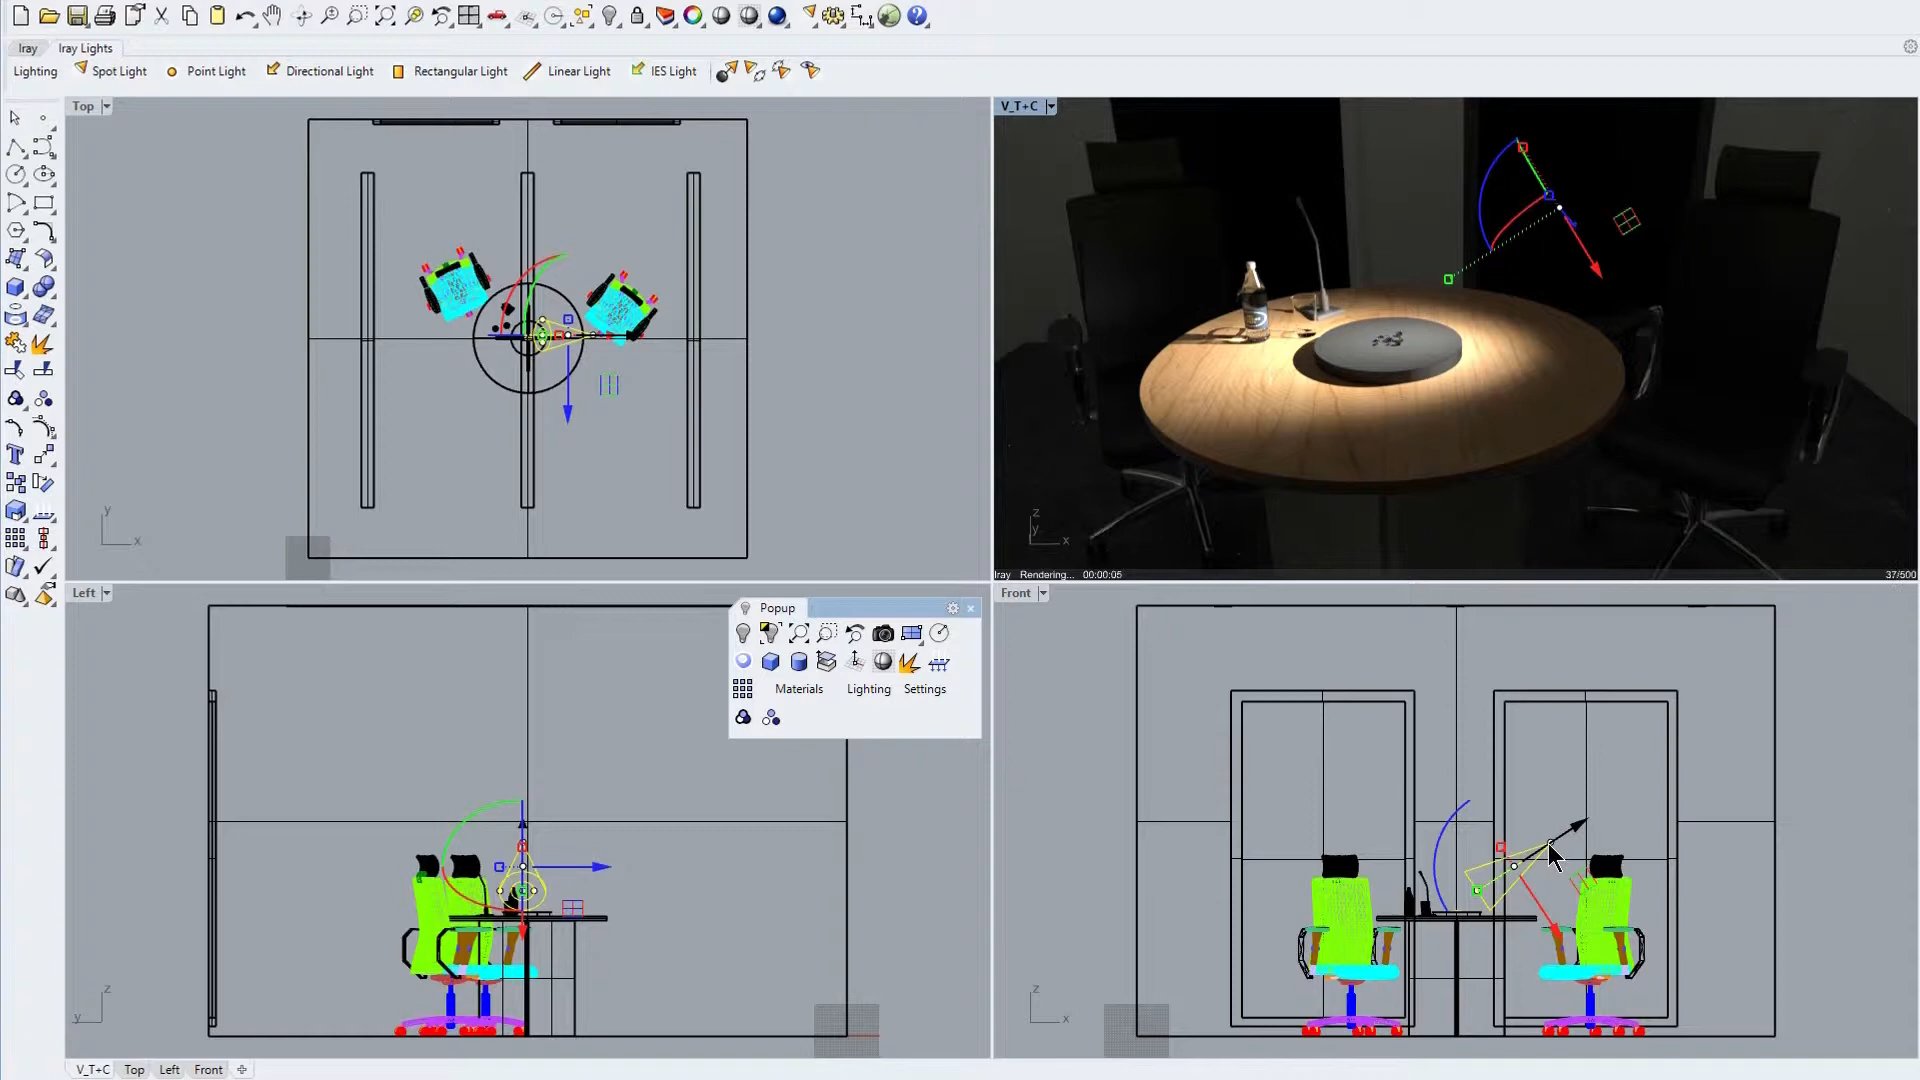 Iray Iray Lights
Lighting Spot Light Point Light Directional Light Rectangular Light Linear Light IES Light
Top
V_T+C
y
x
z
y
x
Iray Rendering... 00:00:05 37/500
Left
Popup
Materials Lighting Settings
z
y
Front
z
x
V_T+C Top Left Front